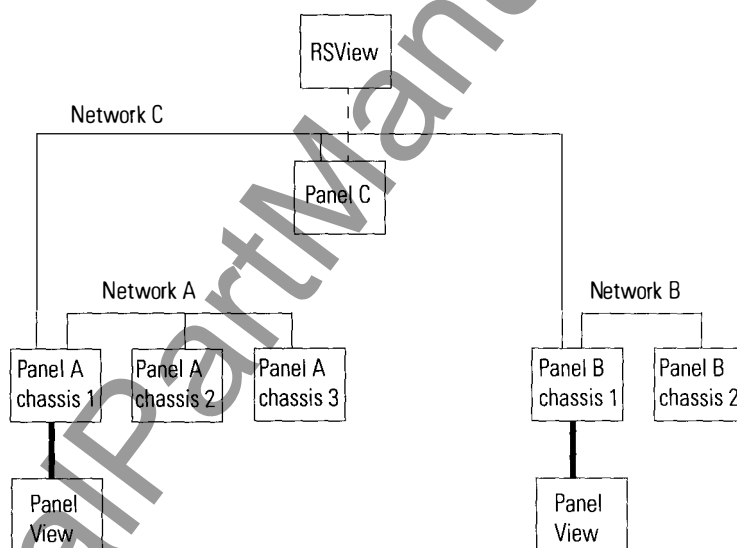 RSView
Network C
Panel C
Network A
Network B
Panel A
chassis 1
Panel A
chassis 2
Panel A
chassis 3
Panel B
chassis 1
Panel B
chassis 2
Panel
View
Panel
View